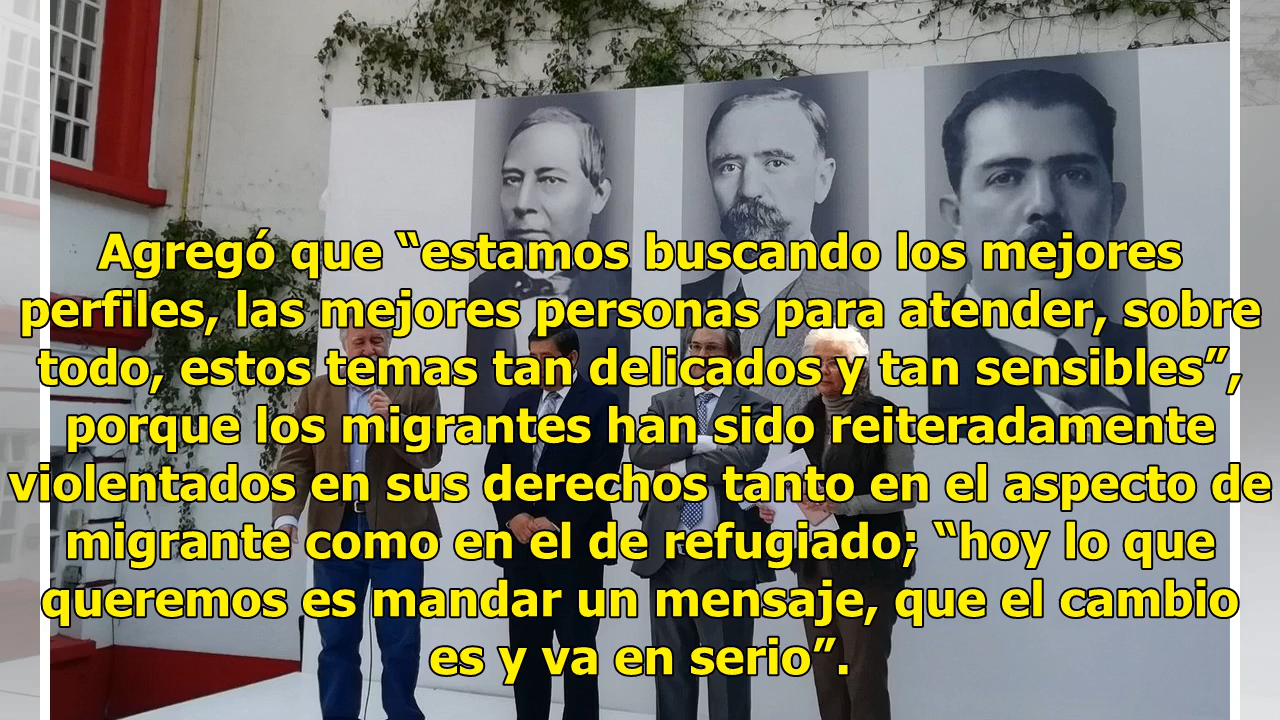 Agregó que “estamos buscando los mejores
perfiles, las mejores personas para atender, sobre
todo, estos temas tan delicados y tan sensibles”,
porque los migrantes han sido reiteradamente
violentados en sus derechos tanto en el aspecto de
migrante como en el de refugiado; “hoy lo que
queremos es mandar un mensaje, que el cambio
es y va en serio”.